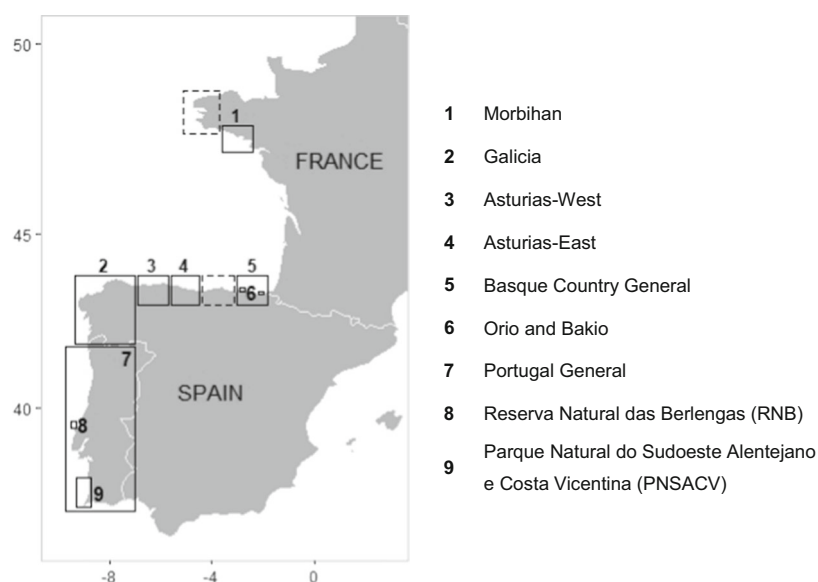 50
45
40
-8
-4
0
1
FRANCE
2
3
4
5
6
7
SPAIN
8
9
1 Morbihan
2 Galicia
3 Asturias-West
4 Asturias-East
5 Basque Country General
6 Orio and Bakio
7 Portugal General
8 Reserva Natural das Berlengas (RNB)
9 Parque Natural do Sudoeste Alentejano
e Costa Vicentina (PNSACV)